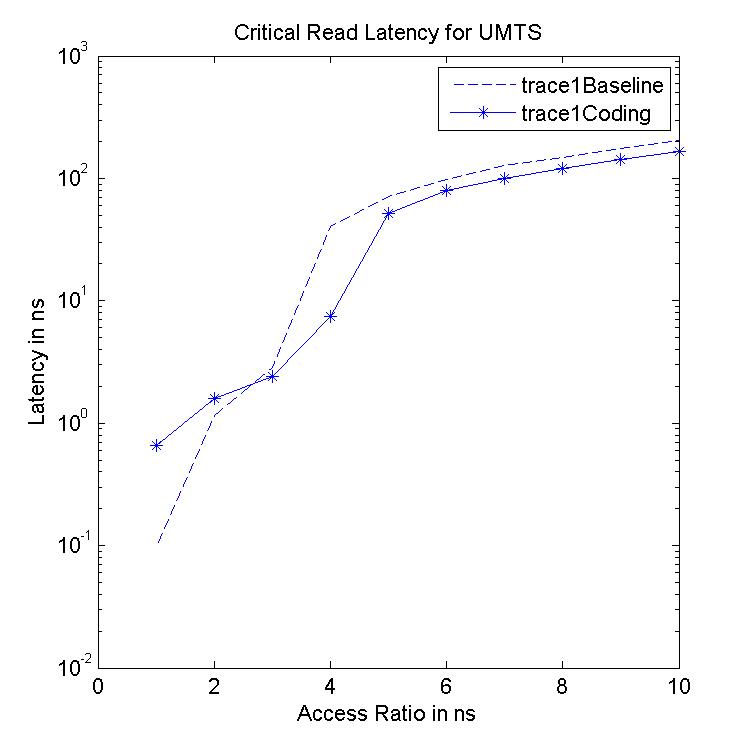 Critical Read Latency for UMTS
trace1Baseline
trace1Coding
10^3
10^2
10^1
10^0
10^-1
10^-2
Latency in ns
0 2 4 6 8 10
Access Ratio in ns